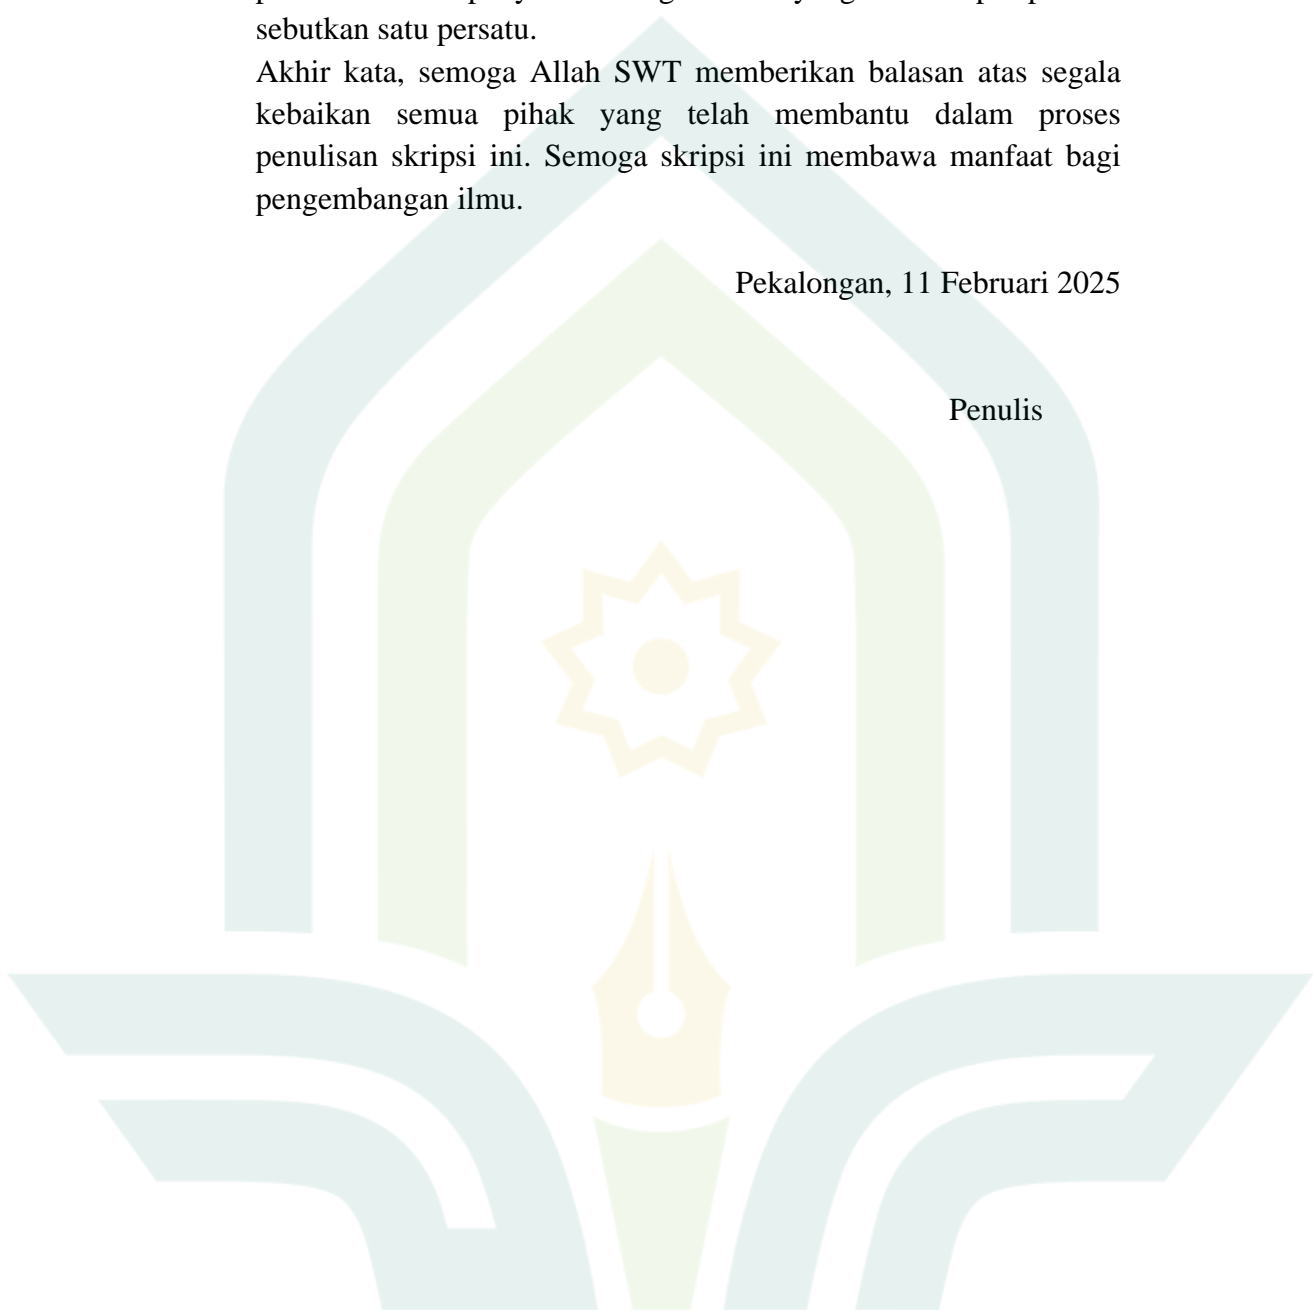 sebutkan satu persatu.
Akhir kata, semoga Allah SWT memberikan balasan atas segala
kebaikan semua pihak yang telah membantu dalam proses
penulisan skripsi ini. Semoga skripsi ini membawa manfaat bagi
pengembangan ilmu.
Pekalongan, 11 Februari 2025
Penulis